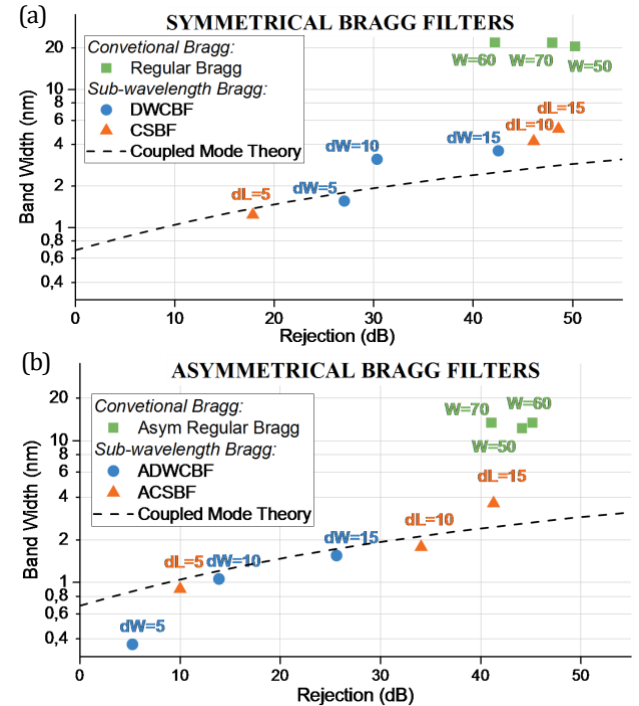 (a)
SYMMETRICAL BRAGG FILTERS
Convetional Bragg:
Regular Bragg
Sub-wavelength Bragg:
DWCBF
CSBF
Coupled Mode Theory
W=60 W=70 W=50
dL=15
dL=10
dW=10 dW=15
dL=5 dW=5
Band Width (nm)
20
10
4
2
1
0,8
0,6
0,4
0 10 20 30 40 50
Rejection (dB)
(b)
ASYMMETRICAL BRAGG FILTERS
Convetional Bragg:
Asym Regular Bragg
Sub-wavelength Bragg:
ADWCBF
ACSBF
Coupled Mode Theory
W=70 W=60
W=50
dL=15
dL=10
dW=15
dL=5 dW=10
dW=5
Band Width (nm)
20
10
4
2
1
0,8
0,6
0,4
0 10 20 30 40 50
Rejection (dB)